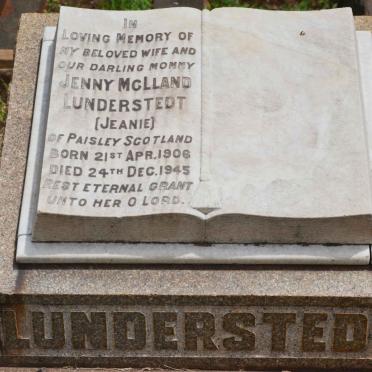 IN
LOVING MEMORY OF
MY BELOVED WIFE AND
OUR DARLING MOMMY
JENNY MCLLAND
LUNDERSTEDT
(JEANIE)
OF PAISLEY SCOTLAND
BORN 21ST APR. 1906
DIED 24TH DEC. 1945
REST ETERNAL GRANT
UNTO HER O LORD.
LUNDERSTEDT